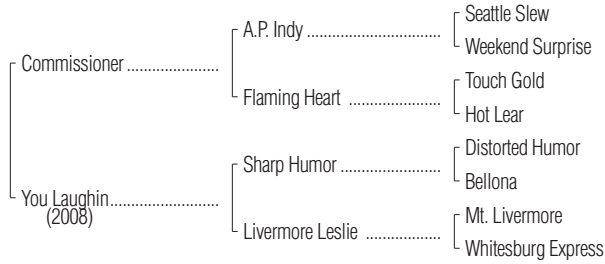 Seattle Slew
A.P. Indy ..............................
Weekend Surprise
Commissioner ....................
Touch Gold
Flaming Heart ....................
Hot Lear
Distorted Humor
Sharp Humor ......................
Bellona
You Laughin........................
(2008)
Mt. Livermore
Livermore Leslie ................
Whitesburg Express